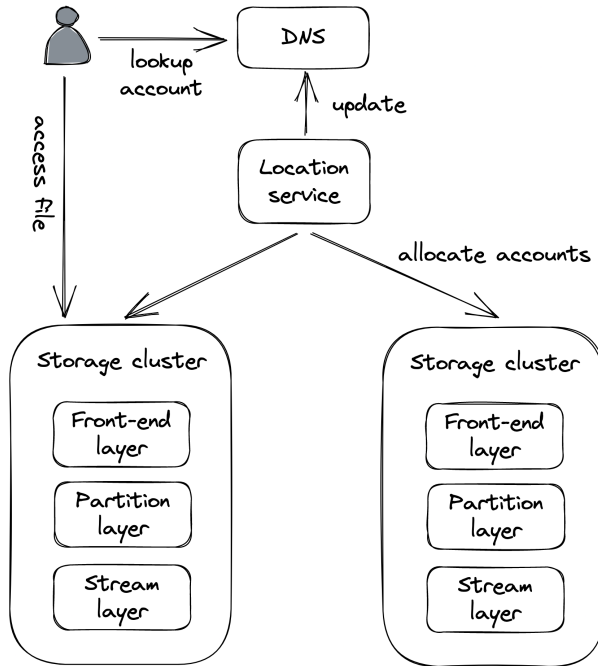 DNS
lookup
account
update
access file
Location
service
allocate accounts
Storage cluster
Front-end
layer
Partition
layer
Stream
layer
Storage cluster
Front-end
layer
Partition
layer
Stream
layer